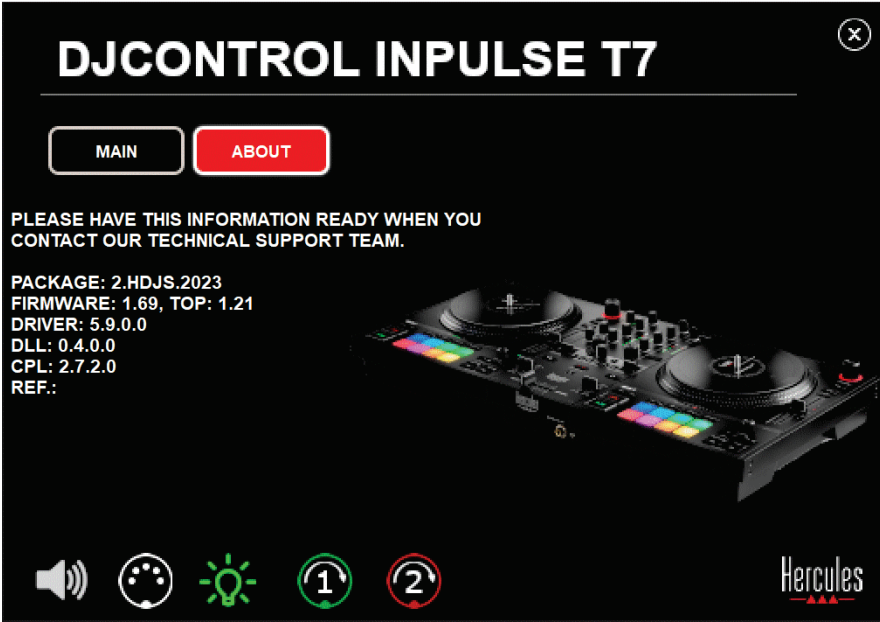 DJCONTROL INPULSE T7
MAIN
ABOUT
PLEASE HAVE THIS INFORMATION READY WHEN YOU
CONTACT OUR TECHNICAL SUPPORT TEAM.
PACKAGE: 2.HDJS.2023
FIRMWARE: 1.69, TOP: 1.21
DRIVER: 5.9.0.0
DLL: 0.4.0.0
CPL: 2.7.2.0
REF.:
1
2
Hercules